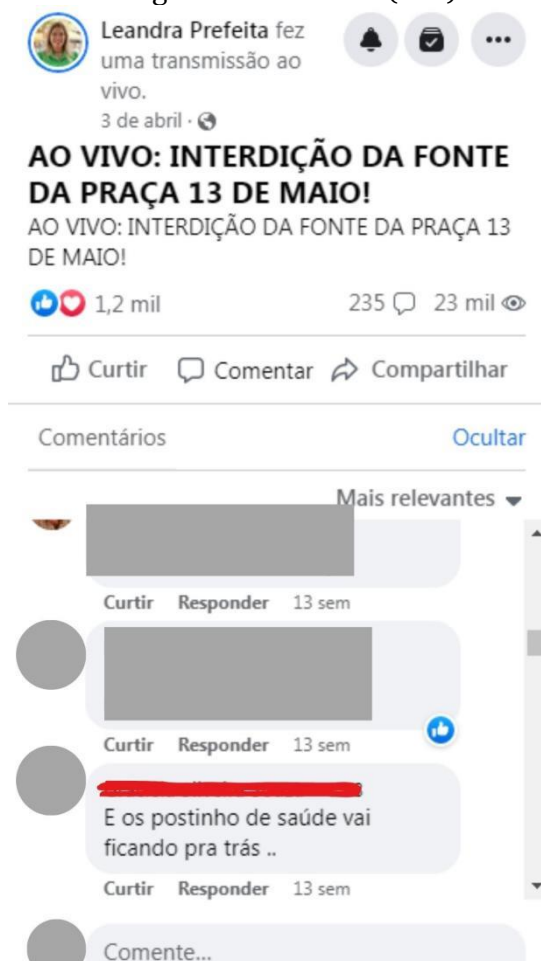 Leandra Prefeita fez
uma transmissão ao
vivo.
3 de abril ·
AO VIVO: INTERDIÇÃO DA FONTE
DA PRAÇA 13 DE MAIO!
AO VIVO: INTERDIÇÃO DA FONTE DA PRAÇA 13
DE MAIO!
1,2 mil 235 23 mil
Curtir Comentar Compartilhar
Comentários Ocultar
Mais relevantes
Curtir Responder 13 sem
Curtir Responder 13 sem
E os postinho de saúde vai
ficando pra trás ..
Curtir Responder 13 sem
Comente...